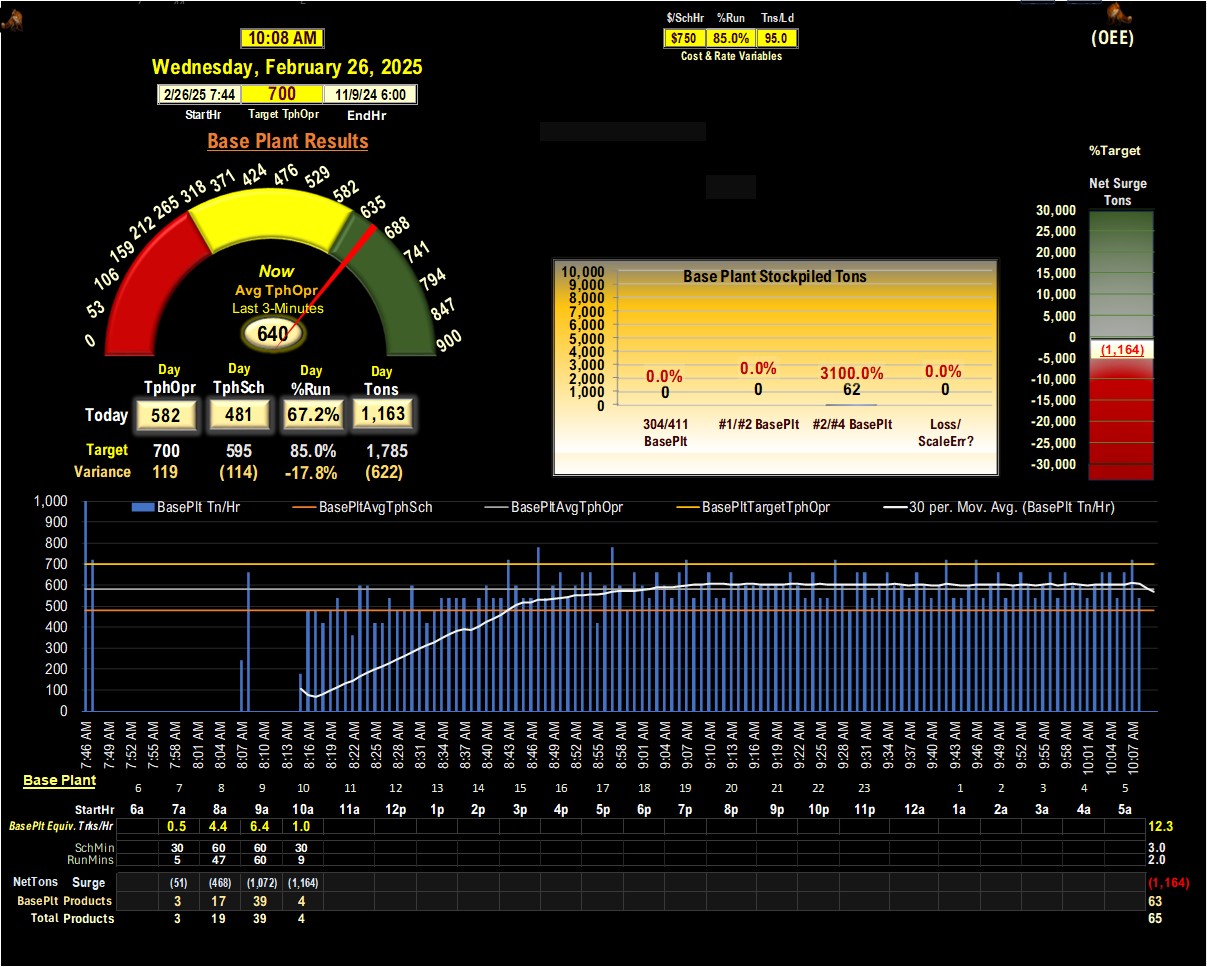 $/SchHr %Run Tns/Ld
10:08 AM $750 85.0% 95.0 (OEE)
Cost & Rate Variables
Wednesday, February 26, 2025
2/26/25 7:44 700 11/9/24 6:00
StartHr Target TphOpr EndHr
Base Plant Results
%Target
Net Surge
Tons
0 53 106 159 212 265 318 371 424 476 529 582 635 688 741 794 847 900
Now
Avg TphOpr
Last 3-Minutes
640
Day Day Day Day
TphOpr TphSch %Run Tons
Today 582 481 67.2% 1,163
Target 700 595 85.0% 1,785
Variance 119 (114) -17.8% (622)
Base Plant Stockpiled Tons
10,000
9,000
8,000
7,000
6,000
5,000
4,000
3,000
2,000
1,000
0
0.0% 0.0% 3100.0% 0.0%
0 0 62 0
304/411 #1/#2 BasePlt #2/#4 BasePlt Loss/
BasePlt ScaleErr?
30,000
25,000
20,000
15,000
10,000
5,000
0
(1,164)
-5,000
-10,000
-15,000
-20,000
-25,000
-30,000
BasePlt Tn/Hr BasePltAvgTphSch BasePltAvgTphOpr BasePltTargetTphOpr 30 per. Mov. Avg. (BasePlt Tn/Hr)
1,000
900
800
700
600
500
400
300
200
100
0
7:46 AM 7:49 AM 7:52 AM 7:55 AM 7:58 AM 8:01 AM 8:04 AM 8:07 AM 8:10 AM 8:13 AM 8:16 AM 8:19 AM 8:22 AM 8:25 AM 8:28 AM 8:31 AM 8:34 AM 8:37 AM 8:40 AM 8:43 AM 8:46 AM 8:49 AM 8:52 AM 8:55 AM 8:58 AM 9:01 AM 9:04 AM 9:07 AM 9:10 AM 9:13 AM 9:16 AM 9:19 AM 9:22 AM 9:25 AM 9:28 AM 9:31 AM 9:34 AM 9:37 AM 9:40 AM 9:43 AM 9:46 AM 9:49 AM 9:52 AM 9:55 AM 9:58 AM 10:01 AM 10:04 AM 10:07 AM
Base Plant
6 7 8 9 10 11 12 13 14 15 16 17 18 19 20 21 22 23 1 2 3 4 5
StartHr 6a 7a 8a 9a 10a 11a 12p 1p 2p 3p 4p 5p 6p 7p 8p 9p 10p 11p 12a 1a 2a 3a 4a 5a
BasePlt Equiv. Trks/Hr 0.5 4.4 6.4 1.0 12.3
SchMin 30 60 60 30 3.0
RunMins 5 47 60 9 2.0
NetTons Surge (51) (468) (1,072) (1,164) (1,164)
BasePlt Products 3 17 39 4 63
Total Products 3 19 39 4 65